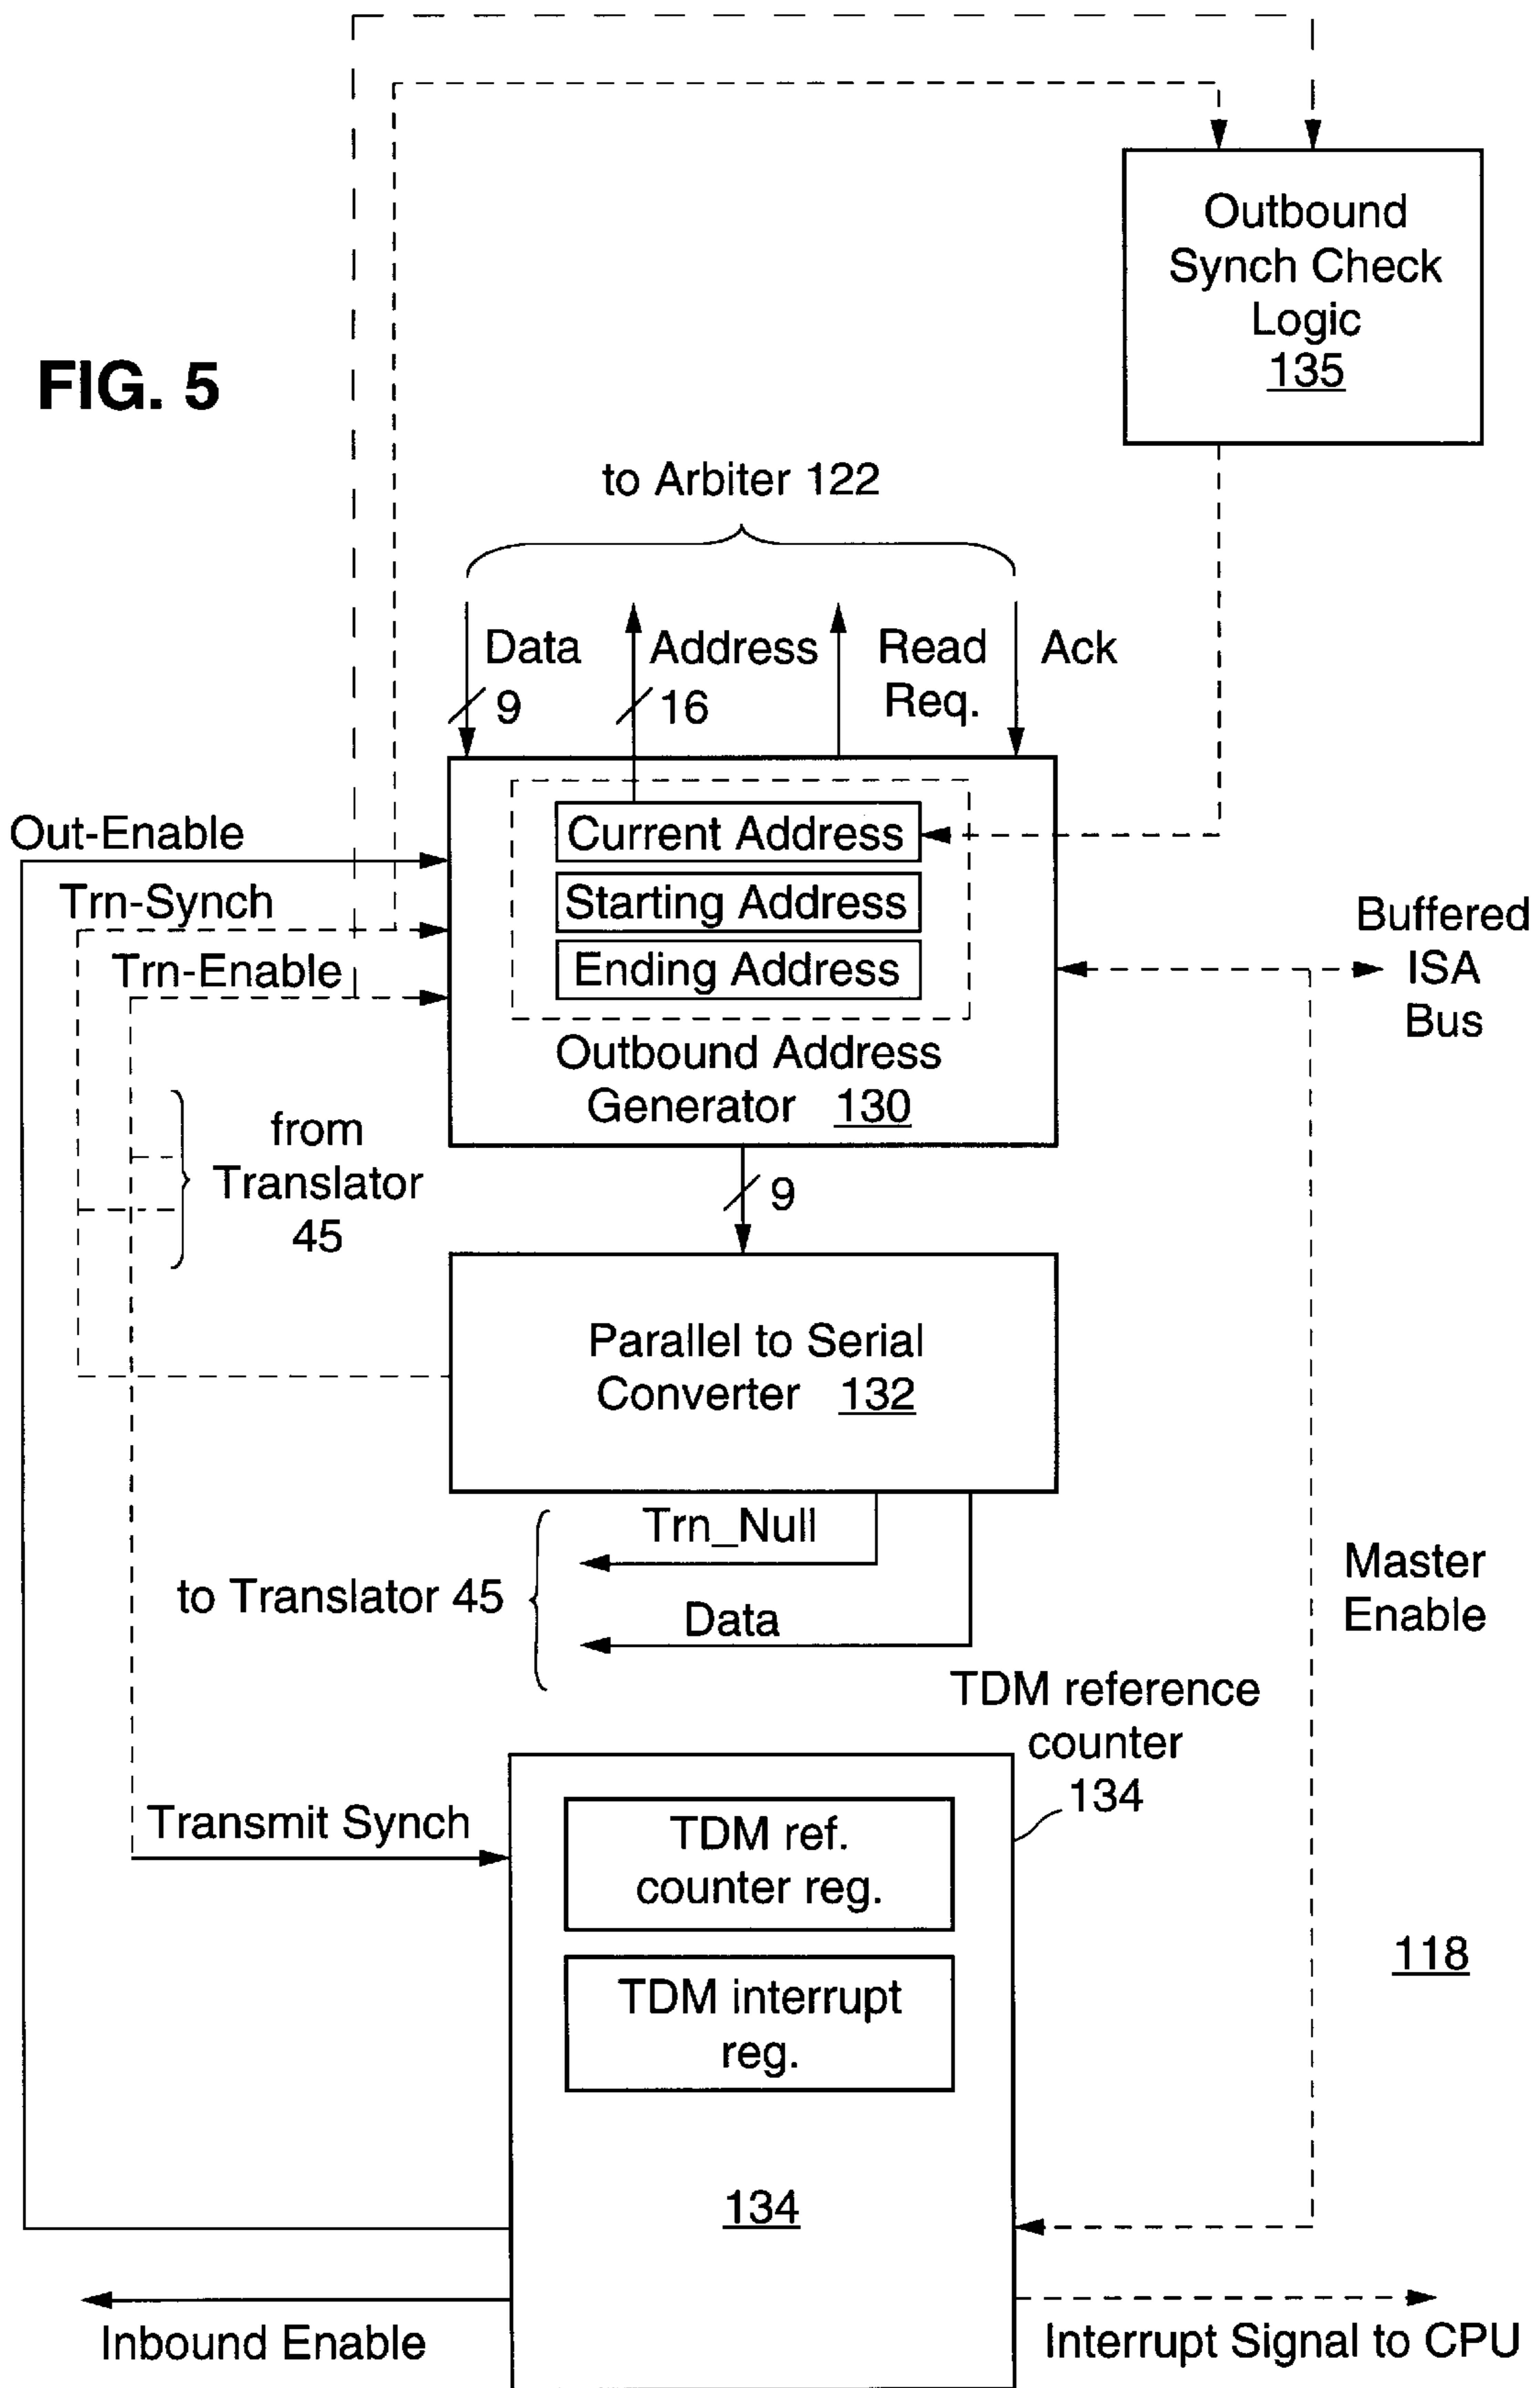 Outbound
Synch Check
Logic
135
FIG. 5
to Arbiter 122
Data
9
Address
16
Read
Req.
Ack
Out-Enable
Trn-Synch
Trn-Enable
Current Address
Starting Address
Ending Address
Outbound Address
Generator 130
Buffered
ISA
Bus
from
Translator
45
9
Parallel to Serial
Converter 132
Trn_Null
to Translator 45
Data
Master
Enable
TDM reference
counter
134
Transmit Synch
TDM ref.
counter reg.
TDM interrupt
reg.
118
134
Inbound Enable
Interrupt Signal to CPU